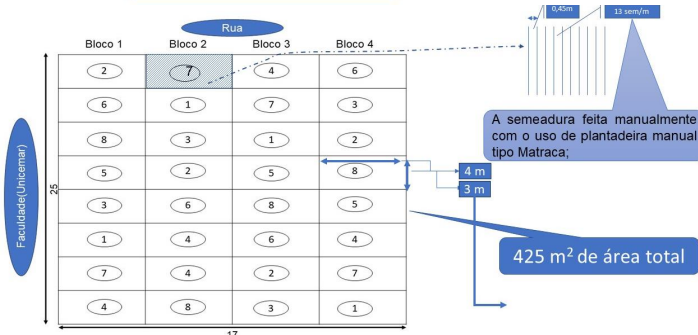 Rua
0,45m
13 sem/m
Bloco 1
Bloco 2
Bloco 3
Bloco 4
2
7
4
6
6
1
7
3
8
3
1
2
5
2
5
8
3
6
8
5
1
4
6
4
7
4
2
7
4
8
3
1
Faculdade(Unicemar)
25
17
A semeadura feita manualmente
com o uso de plantadeira manual
tipo Matraca;
4 m
3 m
425 m² de área total